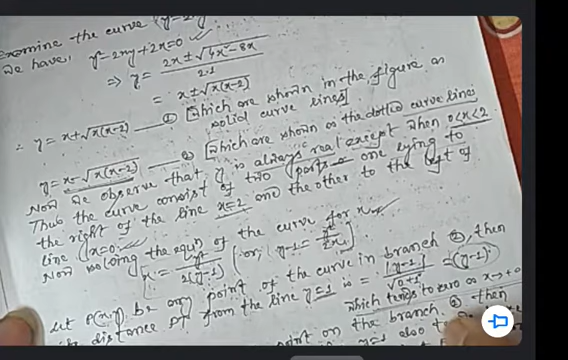 Examine the curve (y-2
We have, y²-2xy+2x=0
⇒ y= 2x±√4x²-8x / 2.1
= x±√x(x-2)
∴ y= x+√x(x-2) —— ① [which are shown in the figure as solid curve lines]
y= x-√x(x-2) —— ② [which are shown as the dotted curve lines
Now we observe that y is always real except when 0<x<2
Thus the curve consist of two parts one lying to
the right of the line x=2 and the other to the left of
line x=0.
Now solving the equn of the curve for x
x = y² / 2(y-1) (or, y-1 = y²/2x)
Let P(x,y) be any point of the curve in branch ②, then
distance from the line y=1 is = |y-1| / √0+1² = (y-1)
which tends to zero as x→+
point on the branch ② then
y=1 also